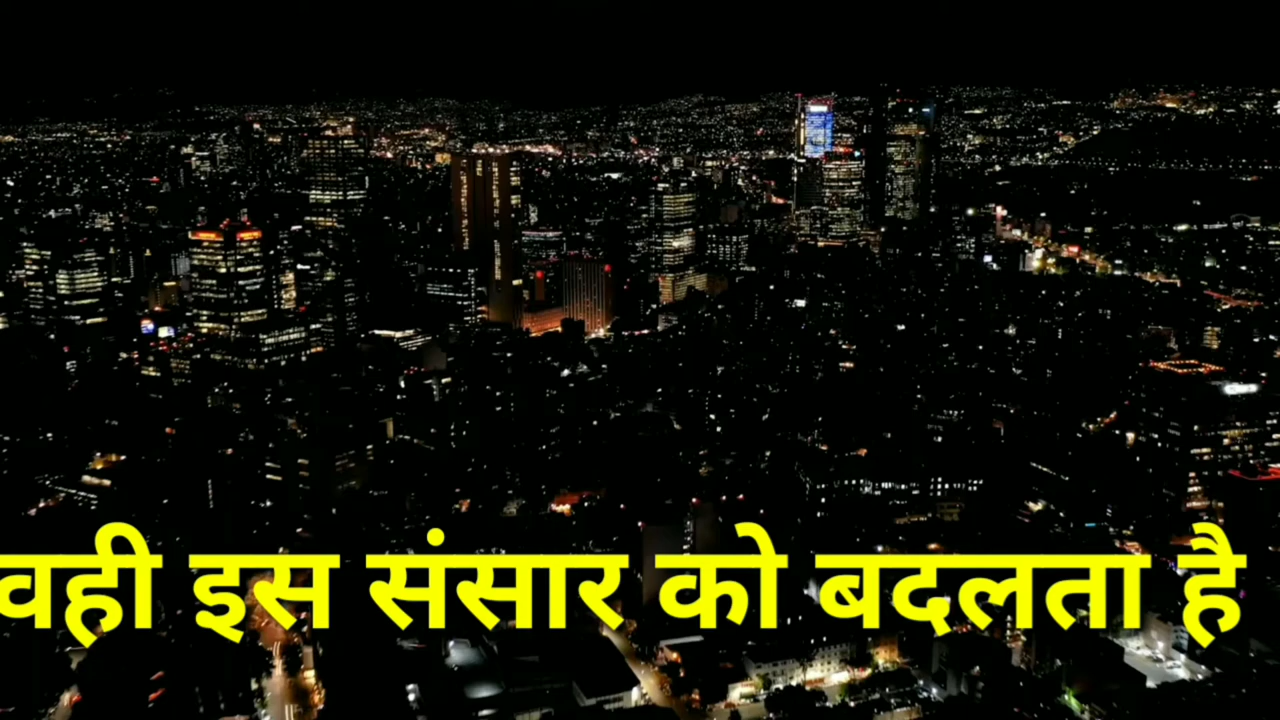 वही इस संसार को बदलता है